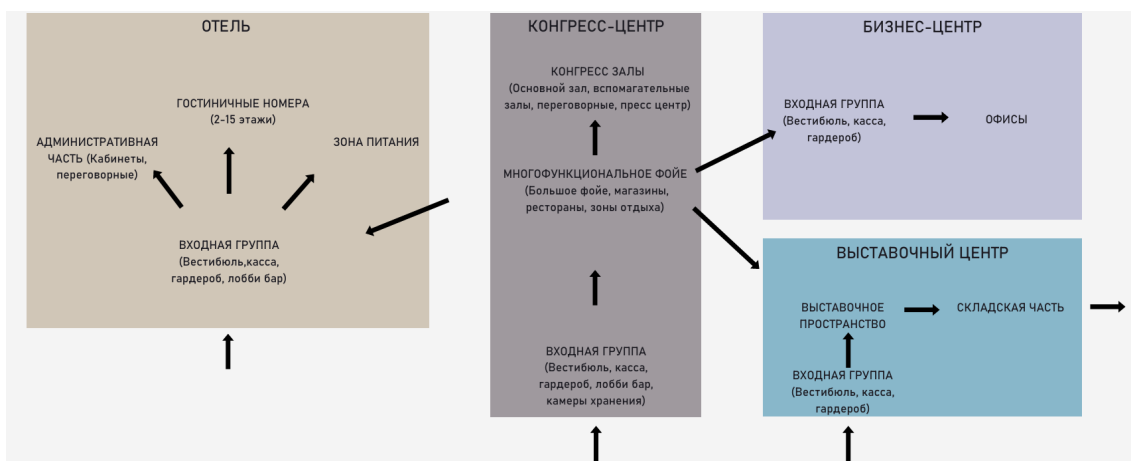 ОТЕЛЬ
ГОСТИНИЧНЫЕ НОМЕРА
(2-15 этажи)
АДМИНИСТРАТИВНАЯ
ЧАСТЬ (Кабинеты,
переговорные)
ЗОНА ПИТАНИЯ
ВХОДНАЯ ГРУППА
(Вестибюль,касса,
гардероб, лобби бар)
КОНГРЕСС-ЦЕНТР
КОНГРЕСС ЗАЛЫ
(Основной зал, вспомагательные
залы, переговорные, пресс центр)
МНОГОФУНКЦИОНАЛЬНОЕ ФОЙЕ
(Большое фойе, магазины,
рестораны, зоны отдыха)
ВХОДНАЯ ГРУППА
(Вестибюль, касса,
гардероб, лобби бар,
камеры хранения)
БИЗНЕС-ЦЕНТР
ВХОДНАЯ ГРУППА
(Вестибюль, касса,
гардероб)
ОФИСЫ
ВЫСТАВОЧНЫЙ ЦЕНТР
ВЫСТАВОЧНОЕ
ПРОСТРАНСТВО
СКЛАДСКАЯ ЧАСТЬ
ВХОДНАЯ ГРУППА
(Вестибюль, касса,
гардероб)